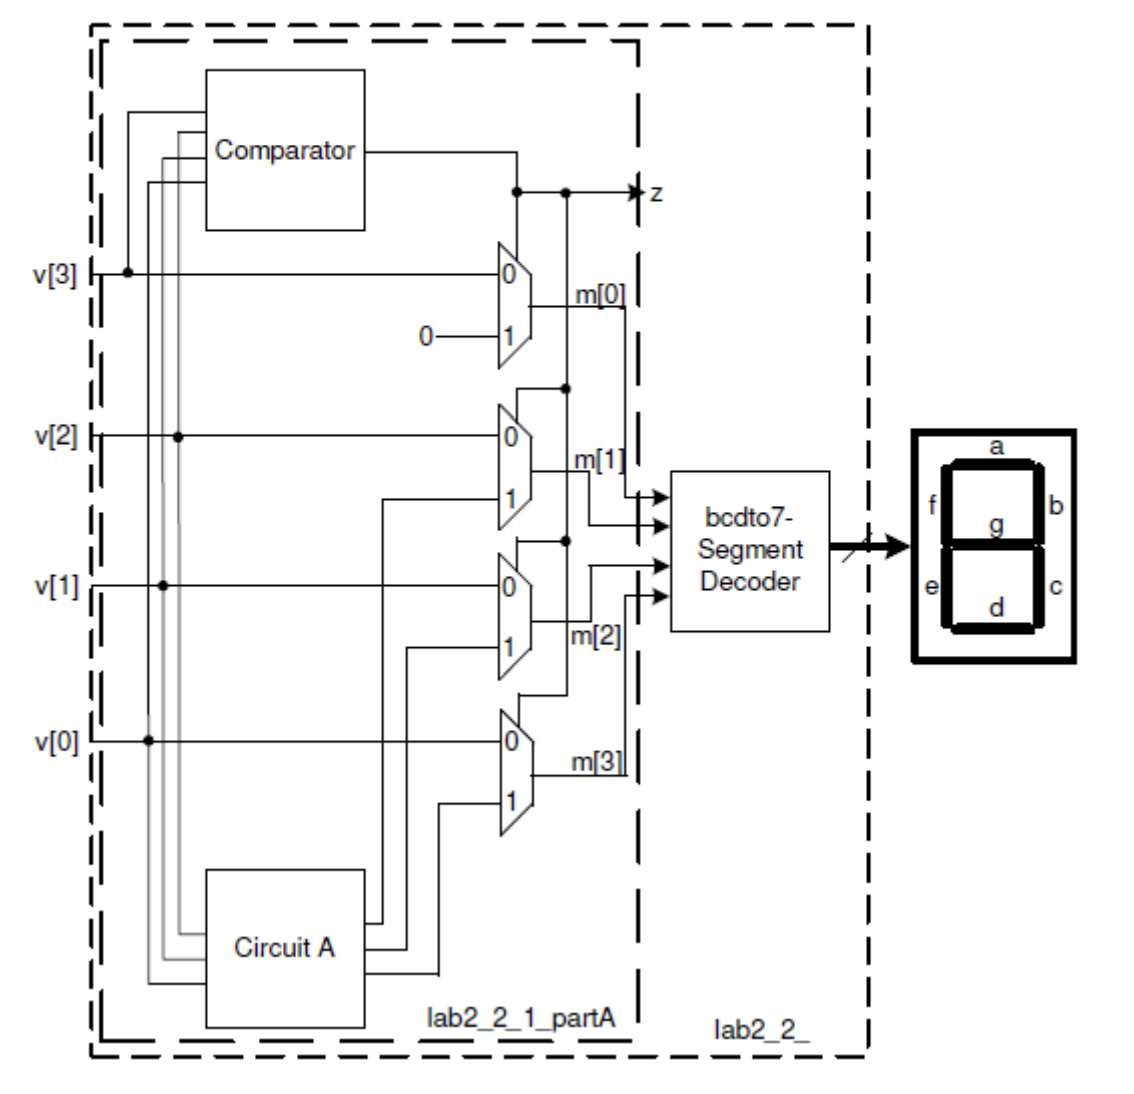 Comparator
z
v[3]
0
m[0]
0
1
v[2]
0
m[1]
1
a
f
b
g
e
c
d
bcdto7-
Segment
Decoder
v[1]
0
1
m[2]
v[0]
0
m[3]
1
Circuit A
lab2_2_1_partA
lab2_2_